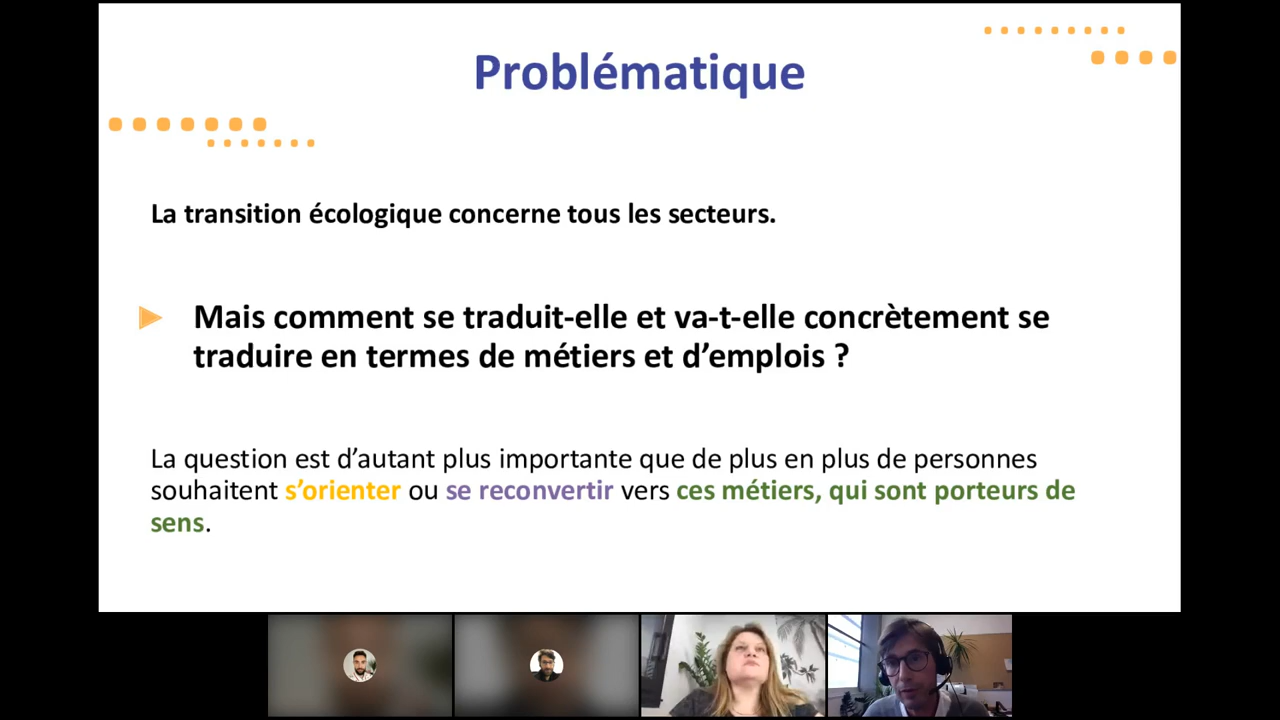 Problématique
La transition écologique concerne tous les secteurs.
Mais comment se traduit-elle et va-t-elle concrètement se
traduire en termes de métiers et d’emplois ?
La question est d’autant plus importante que de plus en plus de personnes
souhaitent s’orienter ou se reconvertir vers ces métiers, qui sont porteurs de
sens.